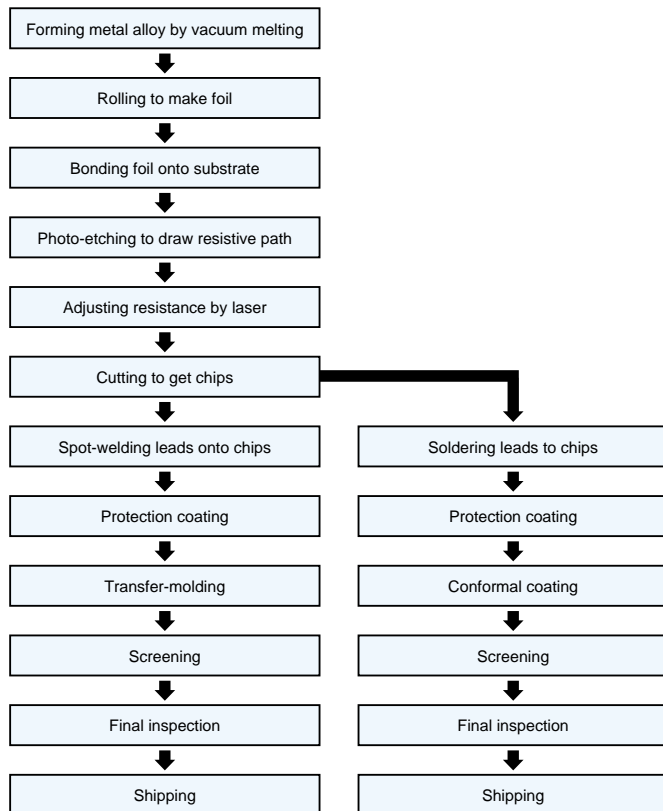 Forming metal alloy by vacuum melting
Rolling to make foil
Bonding foil onto substrate
Photo-etching to draw resistive path
Adjusting resistance by laser
Cutting to get chips
Spot-welding leads onto chips
Protection coating
Transfer-molding
Screening
Final inspection
Shipping
Soldering leads to chips
Protection coating
Conformal coating
Screening
Final inspection
Shipping